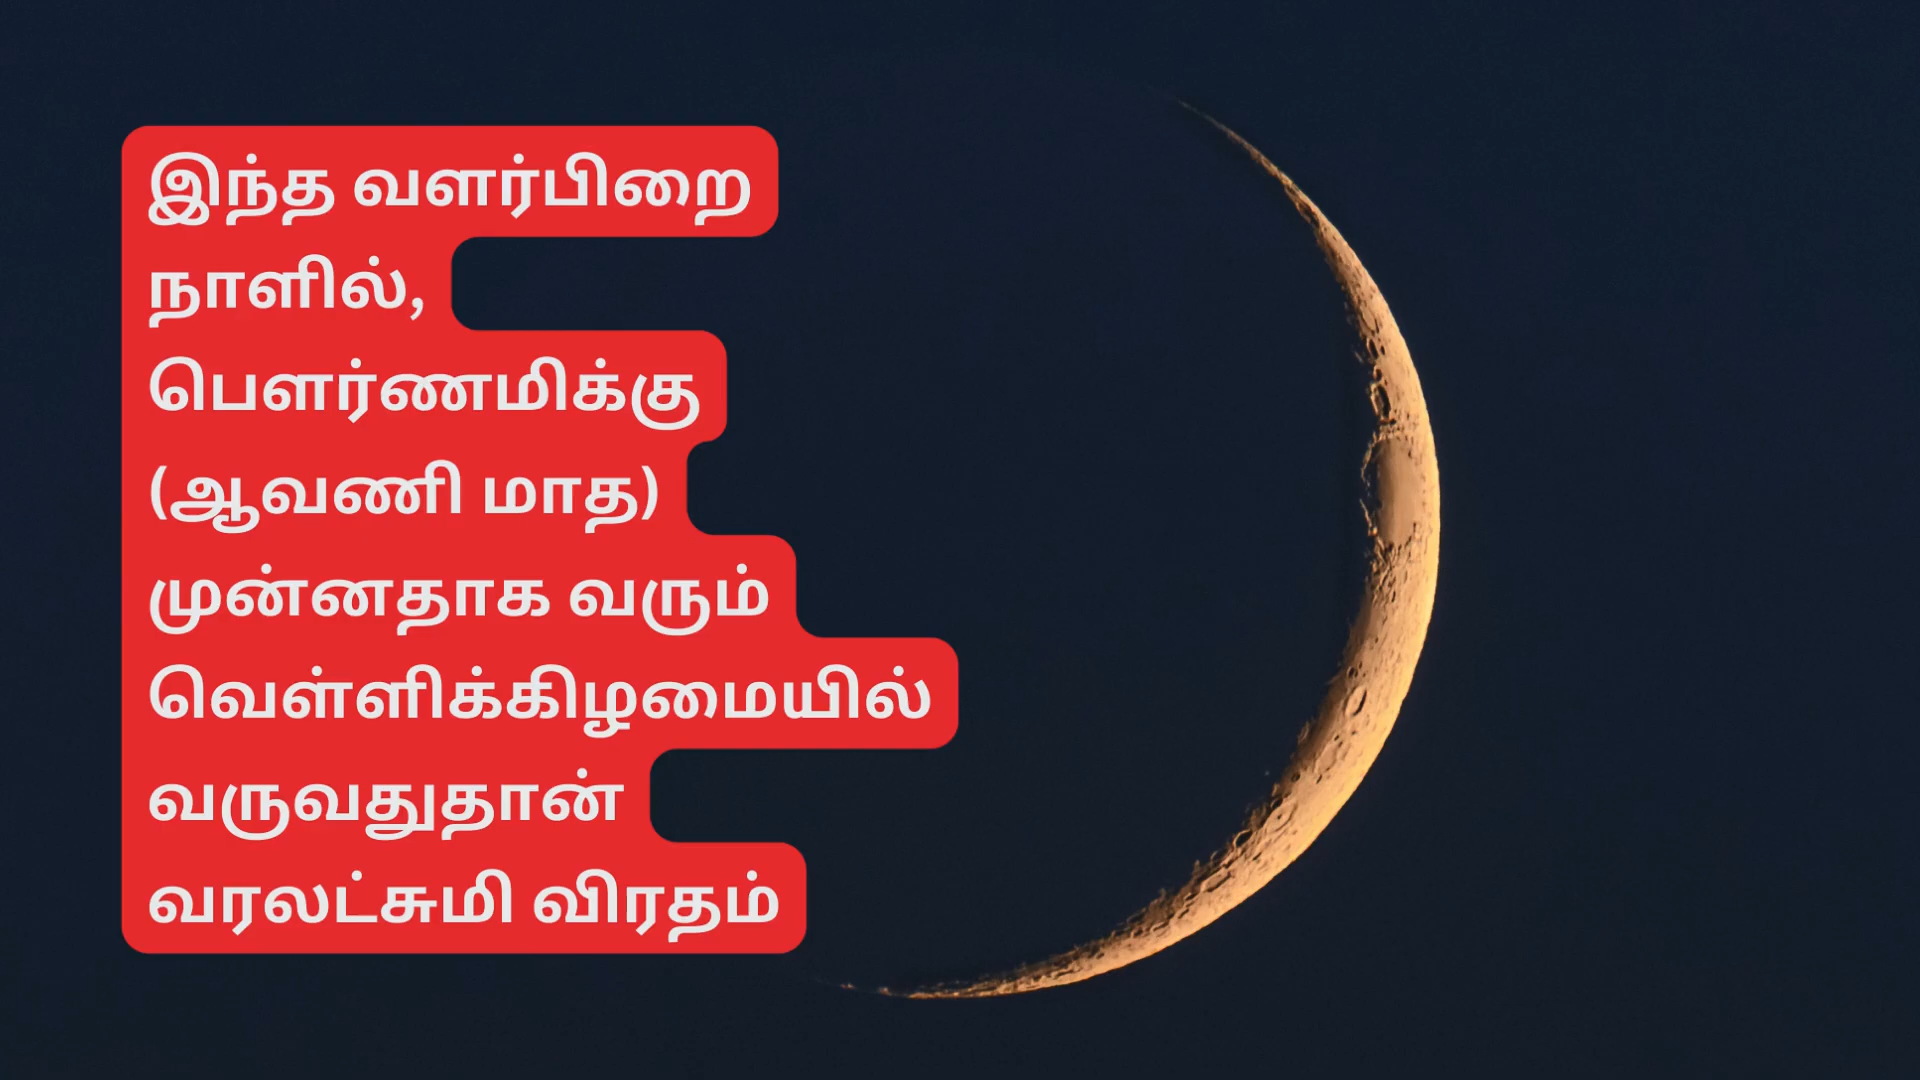 இந்த வளர்பிறை
நாளில்,
பௌர்ணமிக்கு
(ஆவணி மாத)
முன்னதாக வரும்
வெள்ளிக்கிழமையில்
வருவதுதான்
வரலட்சுமி விரதம்